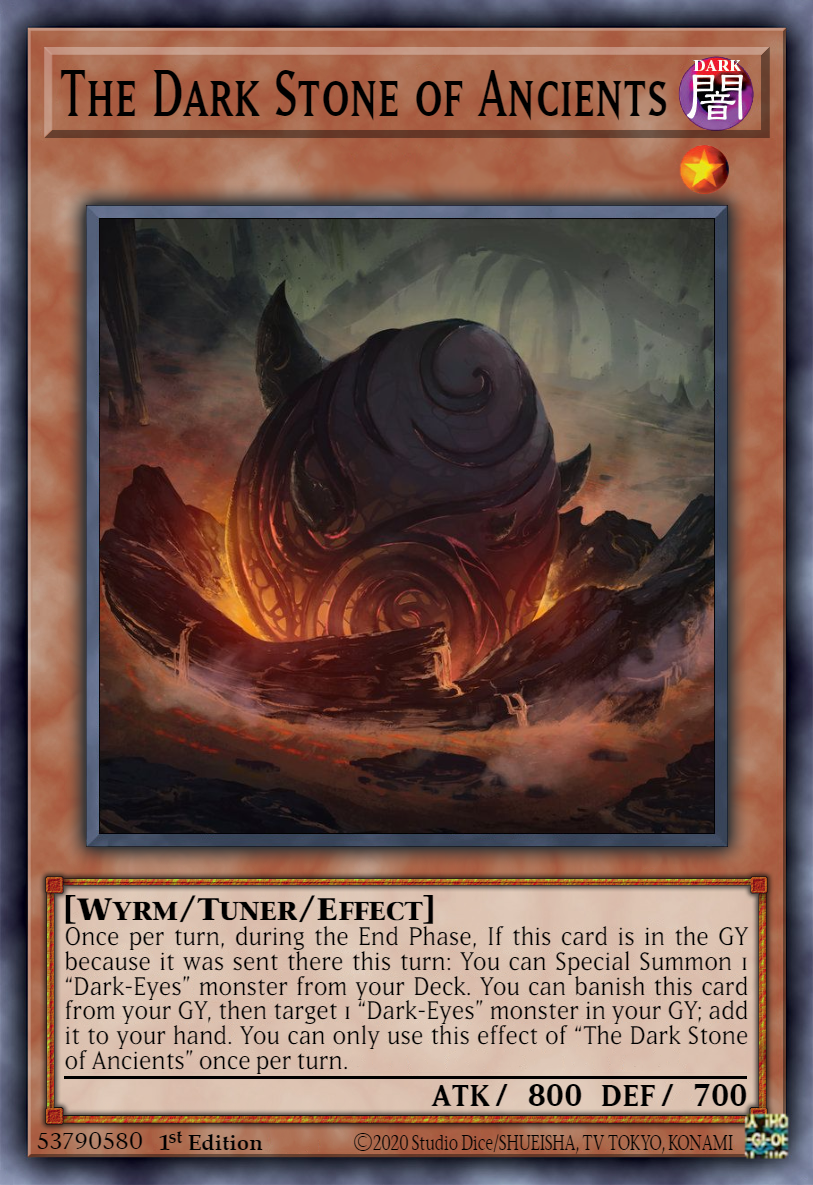 The Dark Stone of Ancients
DARK
闇
[Wyrm/Tuner/Effect]
Once per turn, during the End Phase, If this card is in the GY
because it was sent there this turn: You can Special Summon 1
“Dark-Eyes” monster from your Deck. You can banish this card
from your GY, then target 1 “Dark-Eyes” monster in your GY; add
it to your hand. You can only use this effect of “The Dark Stone
of Ancients” once per turn.
ATK/ 800 DEF/ 700
53790580 1st Edition ©2020 Studio Dice/SHUEISHA, TV TOKYO, KONAMI